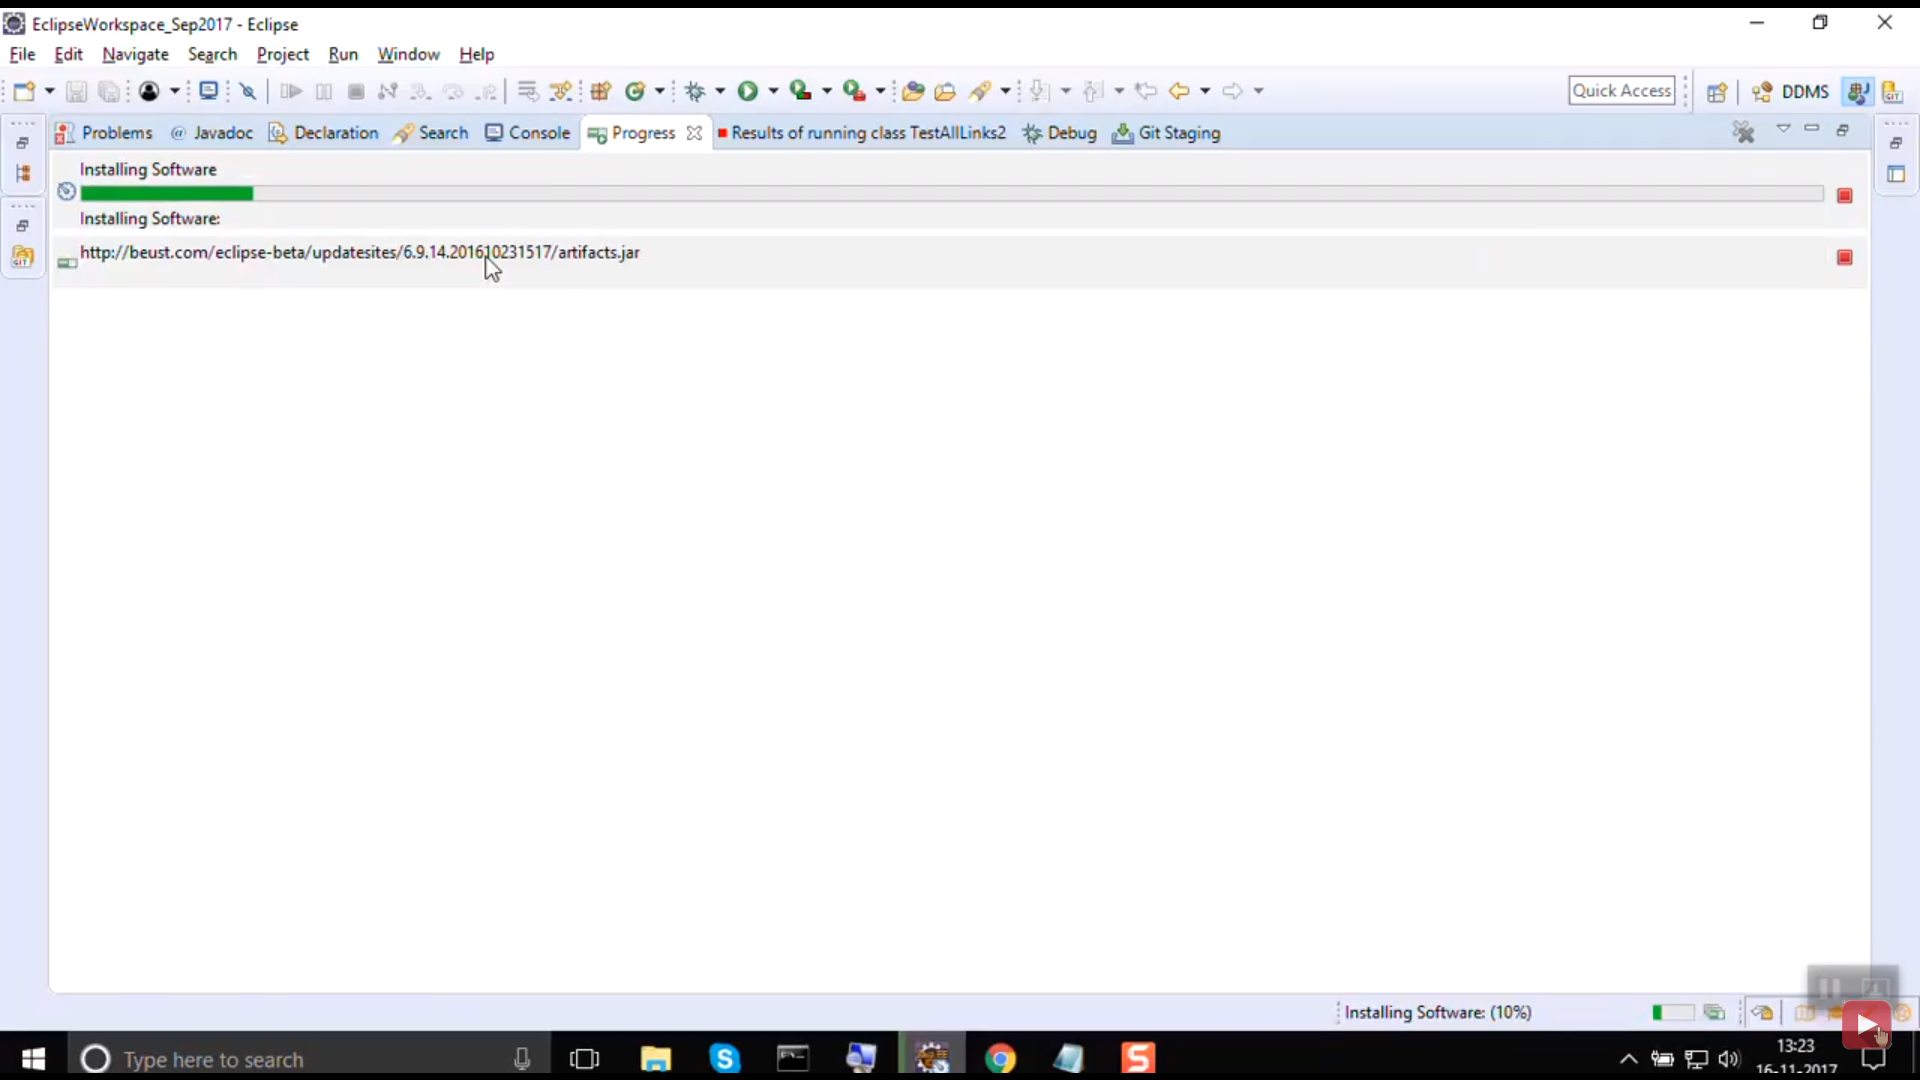 EclipseWorkspace_Sep2017 - Eclipse
File Edit Navigate Search Project Run Window Help
Quick Access DDMS
Problems @ Javadoc Declaration Search Console Progress Results of running class TestAllLinks2 Debug Git Staging
Installing Software
Installing Software:
http://beust.com/eclipse-beta/updatesites/6.9.14.201610231517/artifacts.jar
Installing Software: (10%)
Type here to search
13:23
16-11-2017